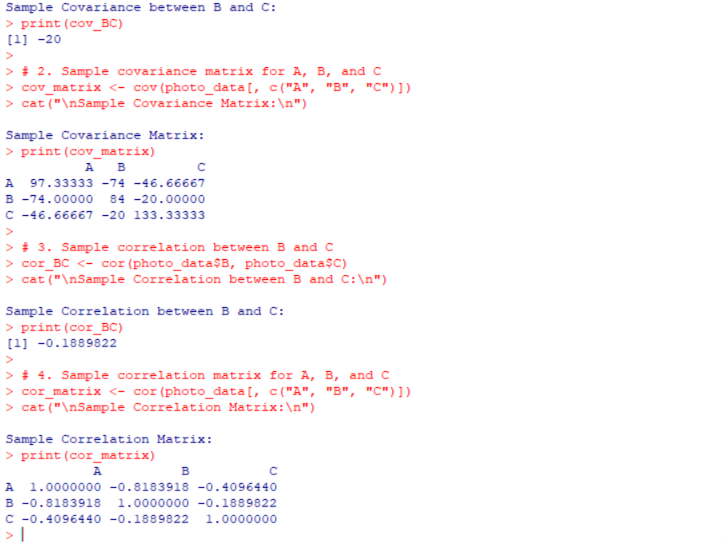 Sample Covariance between B and C:
> print(cov_BC)
[1] -20
>
> # 2. Sample covariance matrix for A, B, and C
> cov_matrix <- cov(photo_data[, c("A", "B", "C")])
> cat("\nSample Covariance Matrix:\n")

Sample Covariance Matrix:
> print(cov_matrix)
          A   B         C
A  97.33333 -74 -46.66667
B -74.00000  84 -20.00000
C -46.66667 -20 133.33333
>
> # 3. Sample correlation between B and C
> cor_BC <- cor(photo_data$B, photo_data$C)
> cat("\nSample Correlation between B and C:\n")

Sample Correlation between B and C:
> print(cor_BC)
[1] -0.1889822
>
> # 4. Sample correlation matrix for A, B, and C
> cor_matrix <- cor(photo_data[, c("A", "B", "C")])
> cat("\nSample Correlation Matrix:\n")

Sample Correlation Matrix:
> print(cor_matrix)
           A          B          C
A  1.0000000 -0.8183918 -0.4096440
B -0.8183918  1.0000000 -0.1889822
C -0.4096440 -0.1889822  1.0000000
>